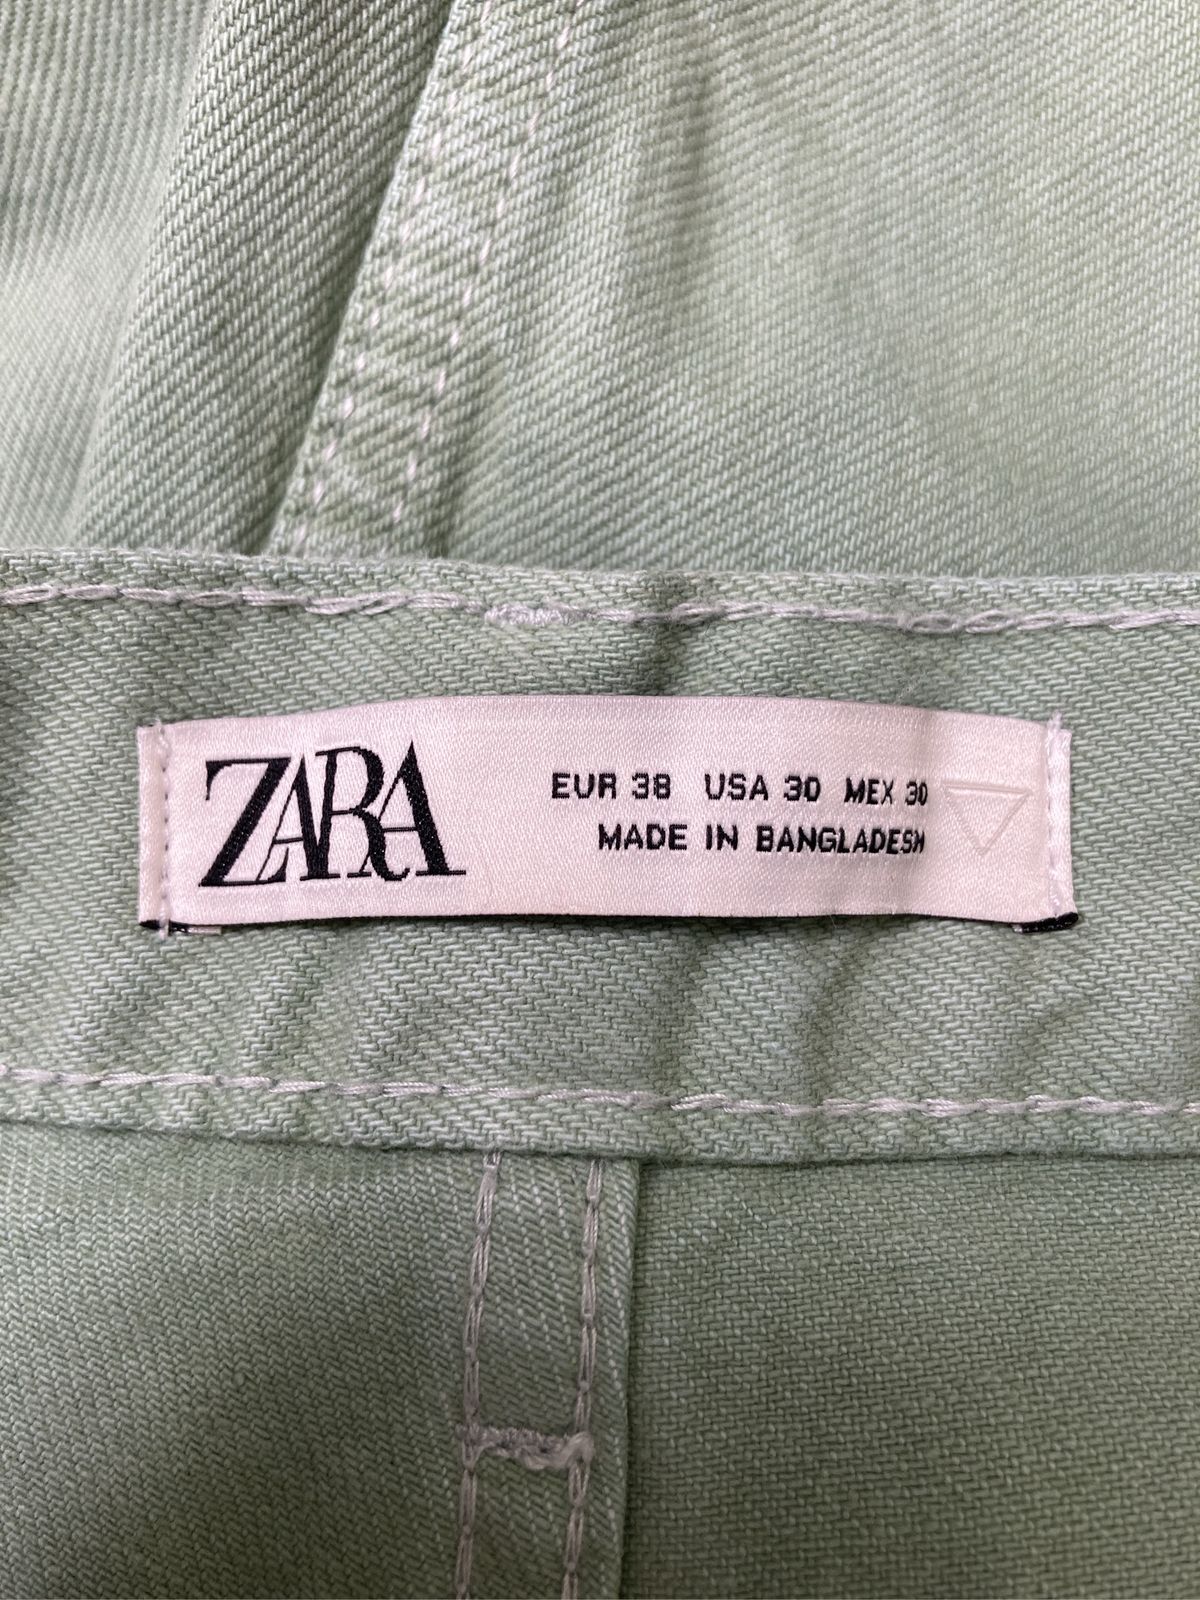 ZARA
EUR 38 USA 30 MEX 30
MADE IN BANGLADESH